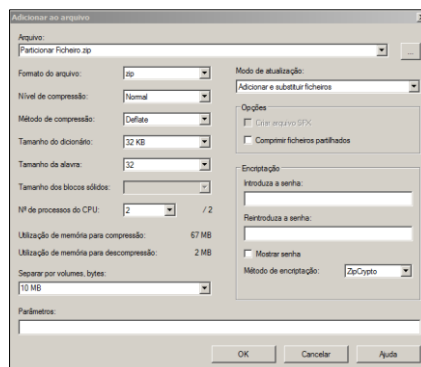 Adicionar ao arquivo
Arquivo:
Particionar Ficheiro.zip
...
Formato do arquivo: zip
Nível de compressão: Normal
Método de compressão: Deflate
Tamanho do dicionário: 32 KB
Tamanho da alavra: 32
Tamanho dos blocos sólidos:
Nº de processos do CPU: 2 / 2
Utilização de memória para compressão: 67 MB
Utilização de memória para descompressão: 2 MB
Separar por volumes, bytes:
10 MB
Modo de atualização:
Adicionar e substituir ficheiros
Opções
Criar arquivo SFX
Comprimir ficheiros partilhados
Encriptação
Introduza a senha:
Reintroduza a senha:
Mostrar senha
Método de encriptação: ZipCrypto
Parâmetros:
OK Cancelar Ajuda